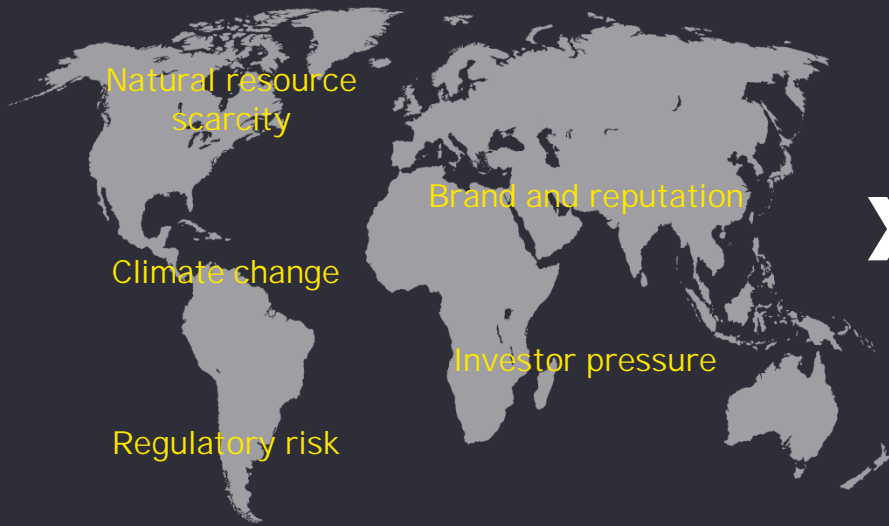 Natural resource
scarcity
Brand and reputation
Climate change
Investor pressure
Regulatory risk